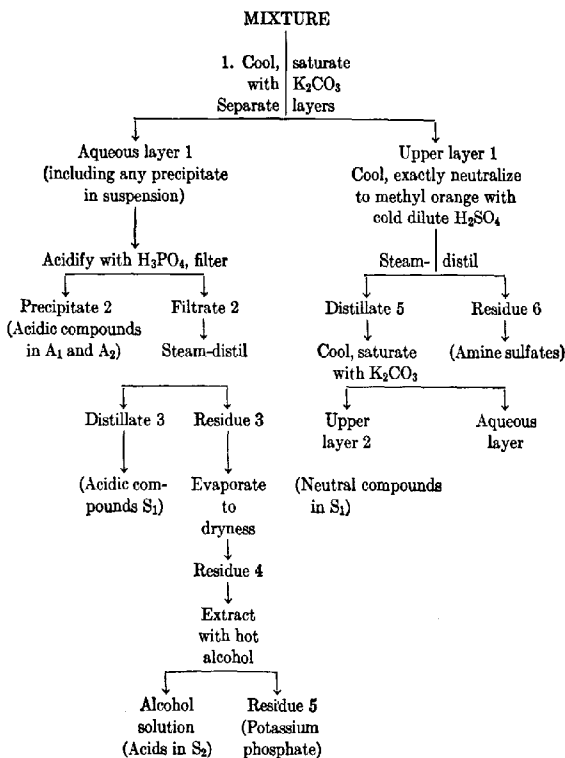 MIXTURE
1. Cool, saturate
with K₂CO₃
Separate layers
Aqueous layer 1
(including any precipitate
in suspension)
Upper layer 1
Cool, exactly neutralize
to methyl orange with
cold dilute H₂SO₄
Acidify with H₃PO₄, filter
Steam- distil
Precipitate 2
(Acidic compounds
in A₁ and A₂)
Filtrate 2
Steam-distil
Distillate 5
Cool, saturate
with K₂CO₃
Residue 6
(Amine sulfates)
Distillate 3
Residue 3
Upper
layer 2
Aqueous
layer
(Acidic com-
pounds S₁)
Evaporate
to
dryness
(Neutral compounds
in S₁)
Residue 4
Extract
with hot
alcohol
Alcohol
solution
(Acids in S₂)
Residue 5
(Potassium
phosphate)